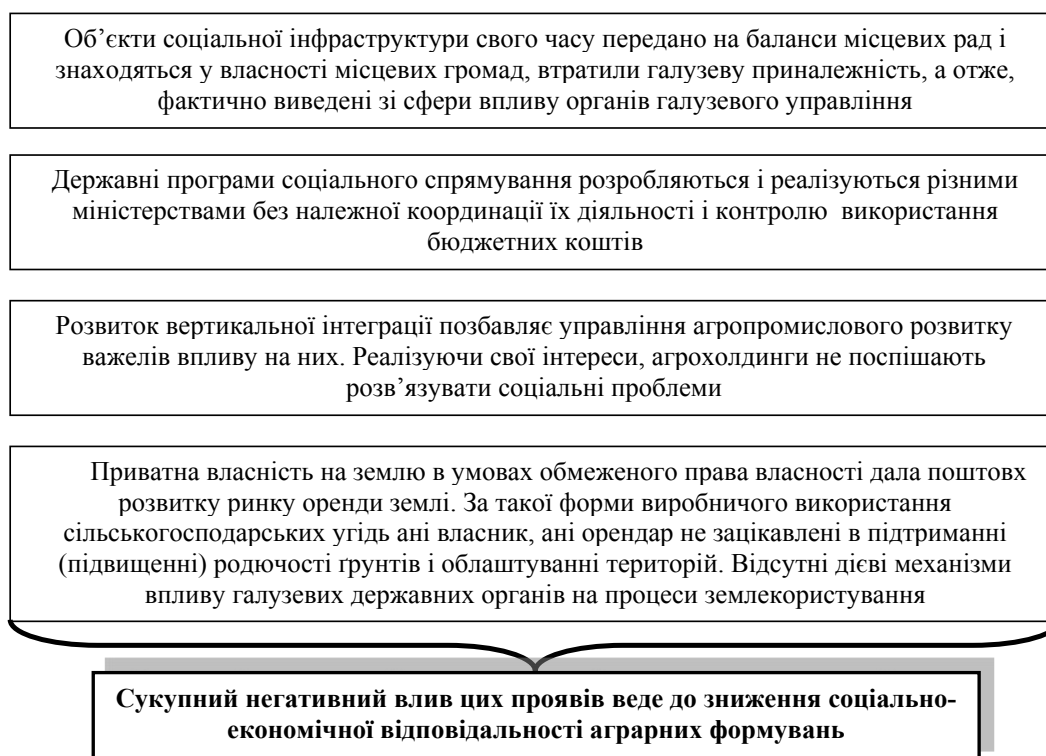 Об’єкти соціальної інфраструктури свого часу передано на баланси місцевих рад і
знаходяться у власності місцевих громад, втратили галузеву приналежність, а отже,
фактично виведені зі сфери впливу органів галузевого управління
Державні програми соціального спрямування розробляються і реалізуються різними
міністерствами без належної координації їх діяльності і контролю використання
бюджетних коштів
Розвиток вертикальної інтеграції позбавляє управління агропромислового розвитку
важелів впливу на них. Реалізуючи свої інтереси, агрохолдинги не поспішають
розв’язувати соціальні проблеми
Приватна власність на землю в умовах обмеженого права власності дала поштовх
розвитку ринку оренди землі. За такої форми виробничого використання
сільськогосподарських угідь ані власник, ані орендар не зацікавлені в підтриманні
(підвищенні) родючості ґрунтів і облаштуванні територій. Відсутні дієві механізми
впливу галузевих державних органів на процеси землекористування
Сукупний негативний влив цих проявів веде до зниження соціально-
економічної відповідальності аграрних формувань